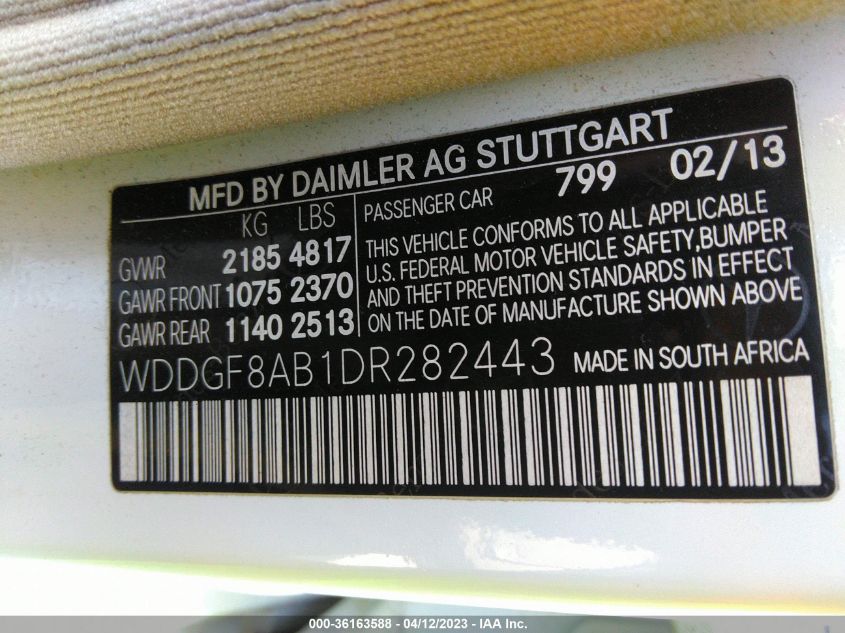 MFD BY DAIMLER AG STUTTGART
KG LBS
GVWR 2185 4817
GAWR FRONT 1075 2370
GAWR REAR 1140 2513
PASSENGER CAR 799 02/13
THIS VEHICLE CONFORMS TO ALL APPLICABLE
U.S. FEDERAL MOTOR VEHICLE SAFETY,BUMPER
AND THEFT PREVENTION STANDARDS IN EFFECT
ON THE DATE OF MANUFACTURE SHOWN ABOVE
WDDGF8AB1DR282443 MADE IN SOUTH AFRICA
000-36163588 - 04/12/2023 - IAA Inc.